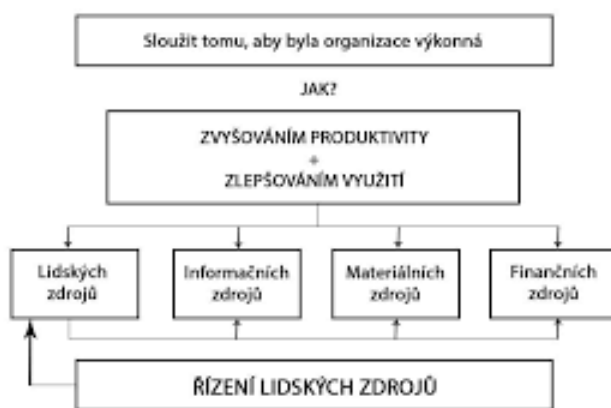 Sloužit tomu, aby byla organizace výkonná
JAK?
ZVYŠOVÁNÍM PRODUKTIVITY
+
ZLEPŠOVÁNÍM VYUŽITÍ
Lidských
zdrojů
Informačních
zdrojů
Materiálních
zdrojů
Finančních
zdrojů
ŘÍZENÍ LIDSKÝCH ZDROJŮ